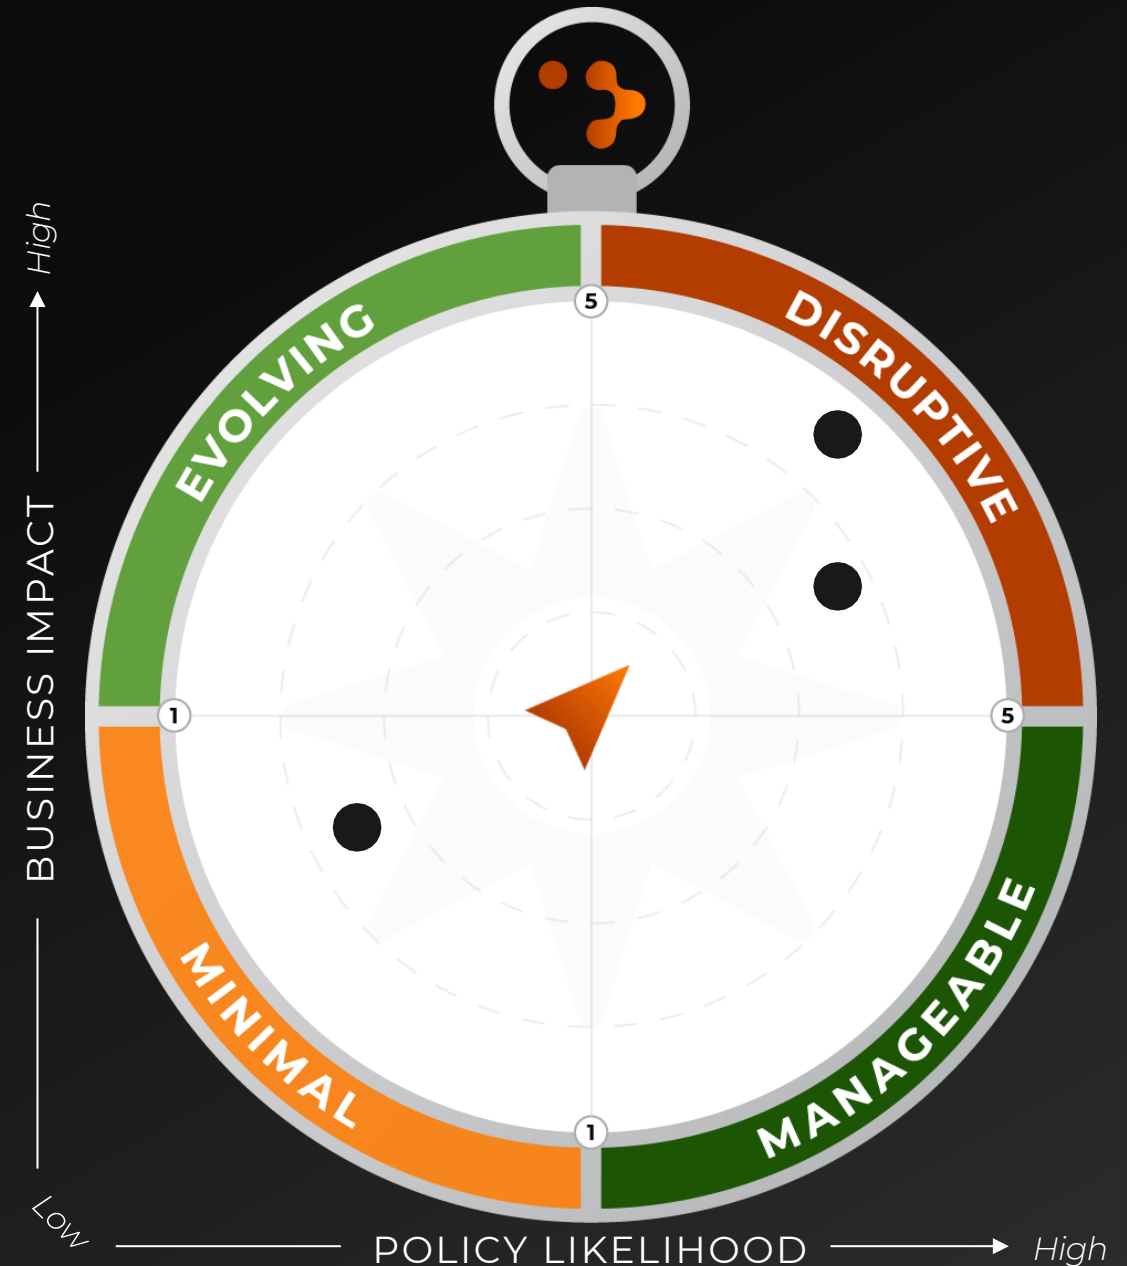 High
BUSINESS IMPACT
Low
EVOLVING
DISRUPTIVE
5
1
5
1
MINIMAL
MANAGEABLE
POLICY LIKELIHOOD
High